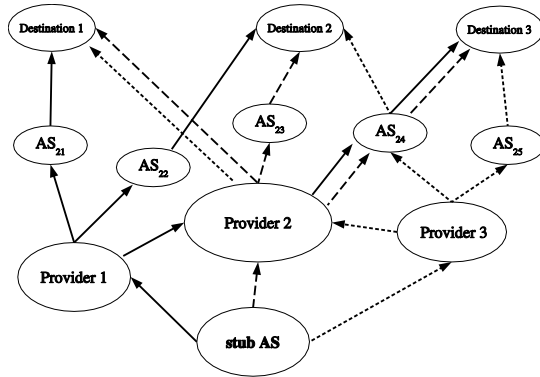 Destination 1
Destination 2
Destination 3
AS21
AS22
AS23
AS24
AS25
Provider 1
Provider 2
Provider 3
stub AS